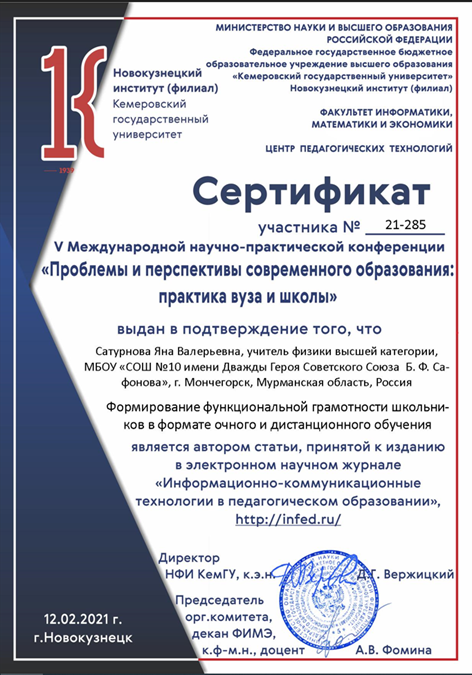 МИНИСТЕРСТВО НАУКИ И ВЫСШЕГО ОБРАЗОВАНИЯ
РОССИЙСКОЙ ФЕДЕРАЦИИ
Федеральное государственное бюджетное
образовательное учреждение высшего образования
«Кемеровский государственный университет»
Новокузнецкий институт (филиал)
Новокузнецкий
институт (филиал)
Кемеровский
государственный
университет
ФАКУЛЬТЕТ ИНФОРМАТИКИ,
МАТЕМАТИКИ И ЭКОНОМИКИ
ЦЕНТР ПЕДАГОГИЧЕСКИХ ТЕХНОЛОГИЙ
Сертификат
участника № 21-285
V Международной научно-практической конференции
«Проблемы и перспективы современного образования:
практика вуза и школы»
выдан в подтверждение того, что
Сатурнова Яна Валерьевна, учитель физики высшей категории,
МБОУ «СОШ №10 имени Дважды Героя Советского Союза Б. Ф. Са-
фонова», г. Мончегорск, Мурманская область, Россия
Формирование функциональной грамотности школьни-
ков в формате очного и дистанционного обучения
является автором статьи, принятой к изданию
в электронном научном журнале
«Информационно-коммуникационные
технологии в педагогическом образовании»,
http://infed.ru/
Директор
НФИ КемГУ, к.э.н. Д.Г. Вержицкий
Председатель
орг.комитета,
декан ФИМЭ,
к.ф-м.н., доцент А.В. Фомина
12.02.2021 г.
г.Новокузнецк